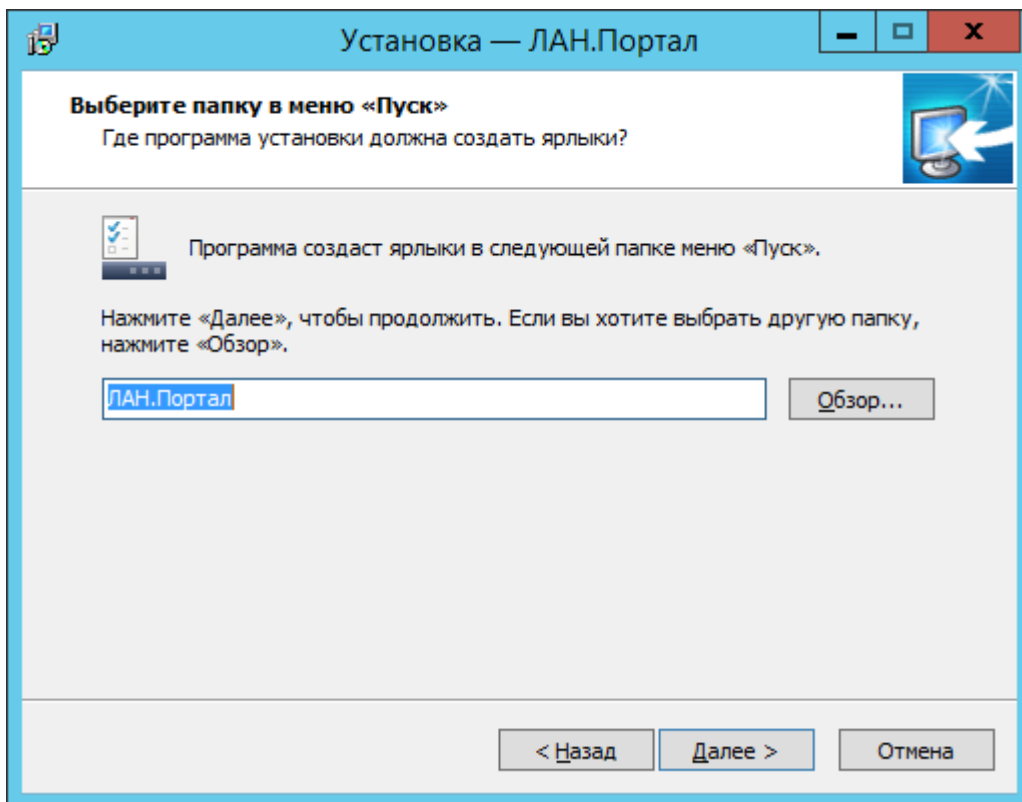 Установка — ЛАН.Портал
Выберите папку в меню «Пуск»
Где программа установки должна создать ярлыки?
Программа создаст ярлыки в следующей папке меню «Пуск».
Нажмите «Далее», чтобы продолжить. Если вы хотите выбрать другую папку,
нажмите «Обзор».
ЛАН.Портал
Обзор...
< Назад
Далее >
Отмена